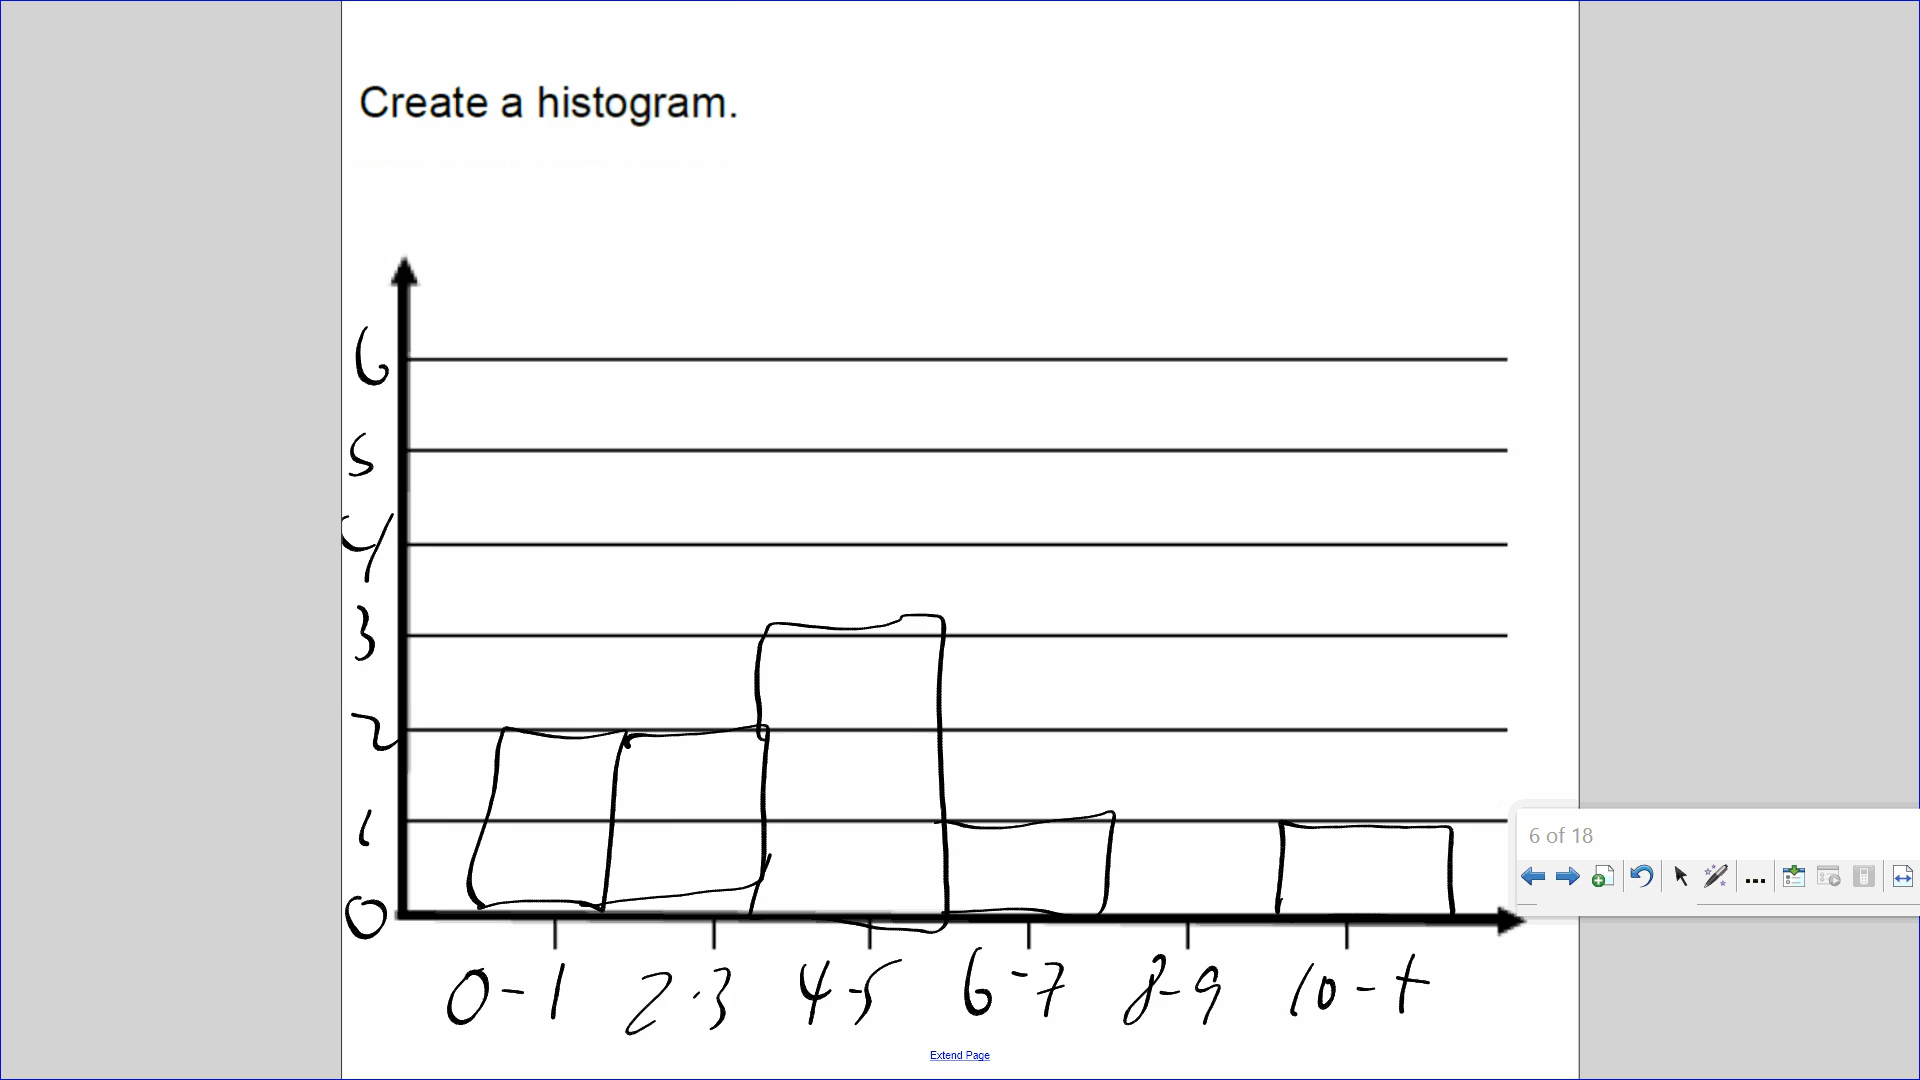 Create a histogram.
6
5
4
3
2
1
0
0-1 2-3 4-5 6-7 8-9 10-+
6 of 18
Extend Page